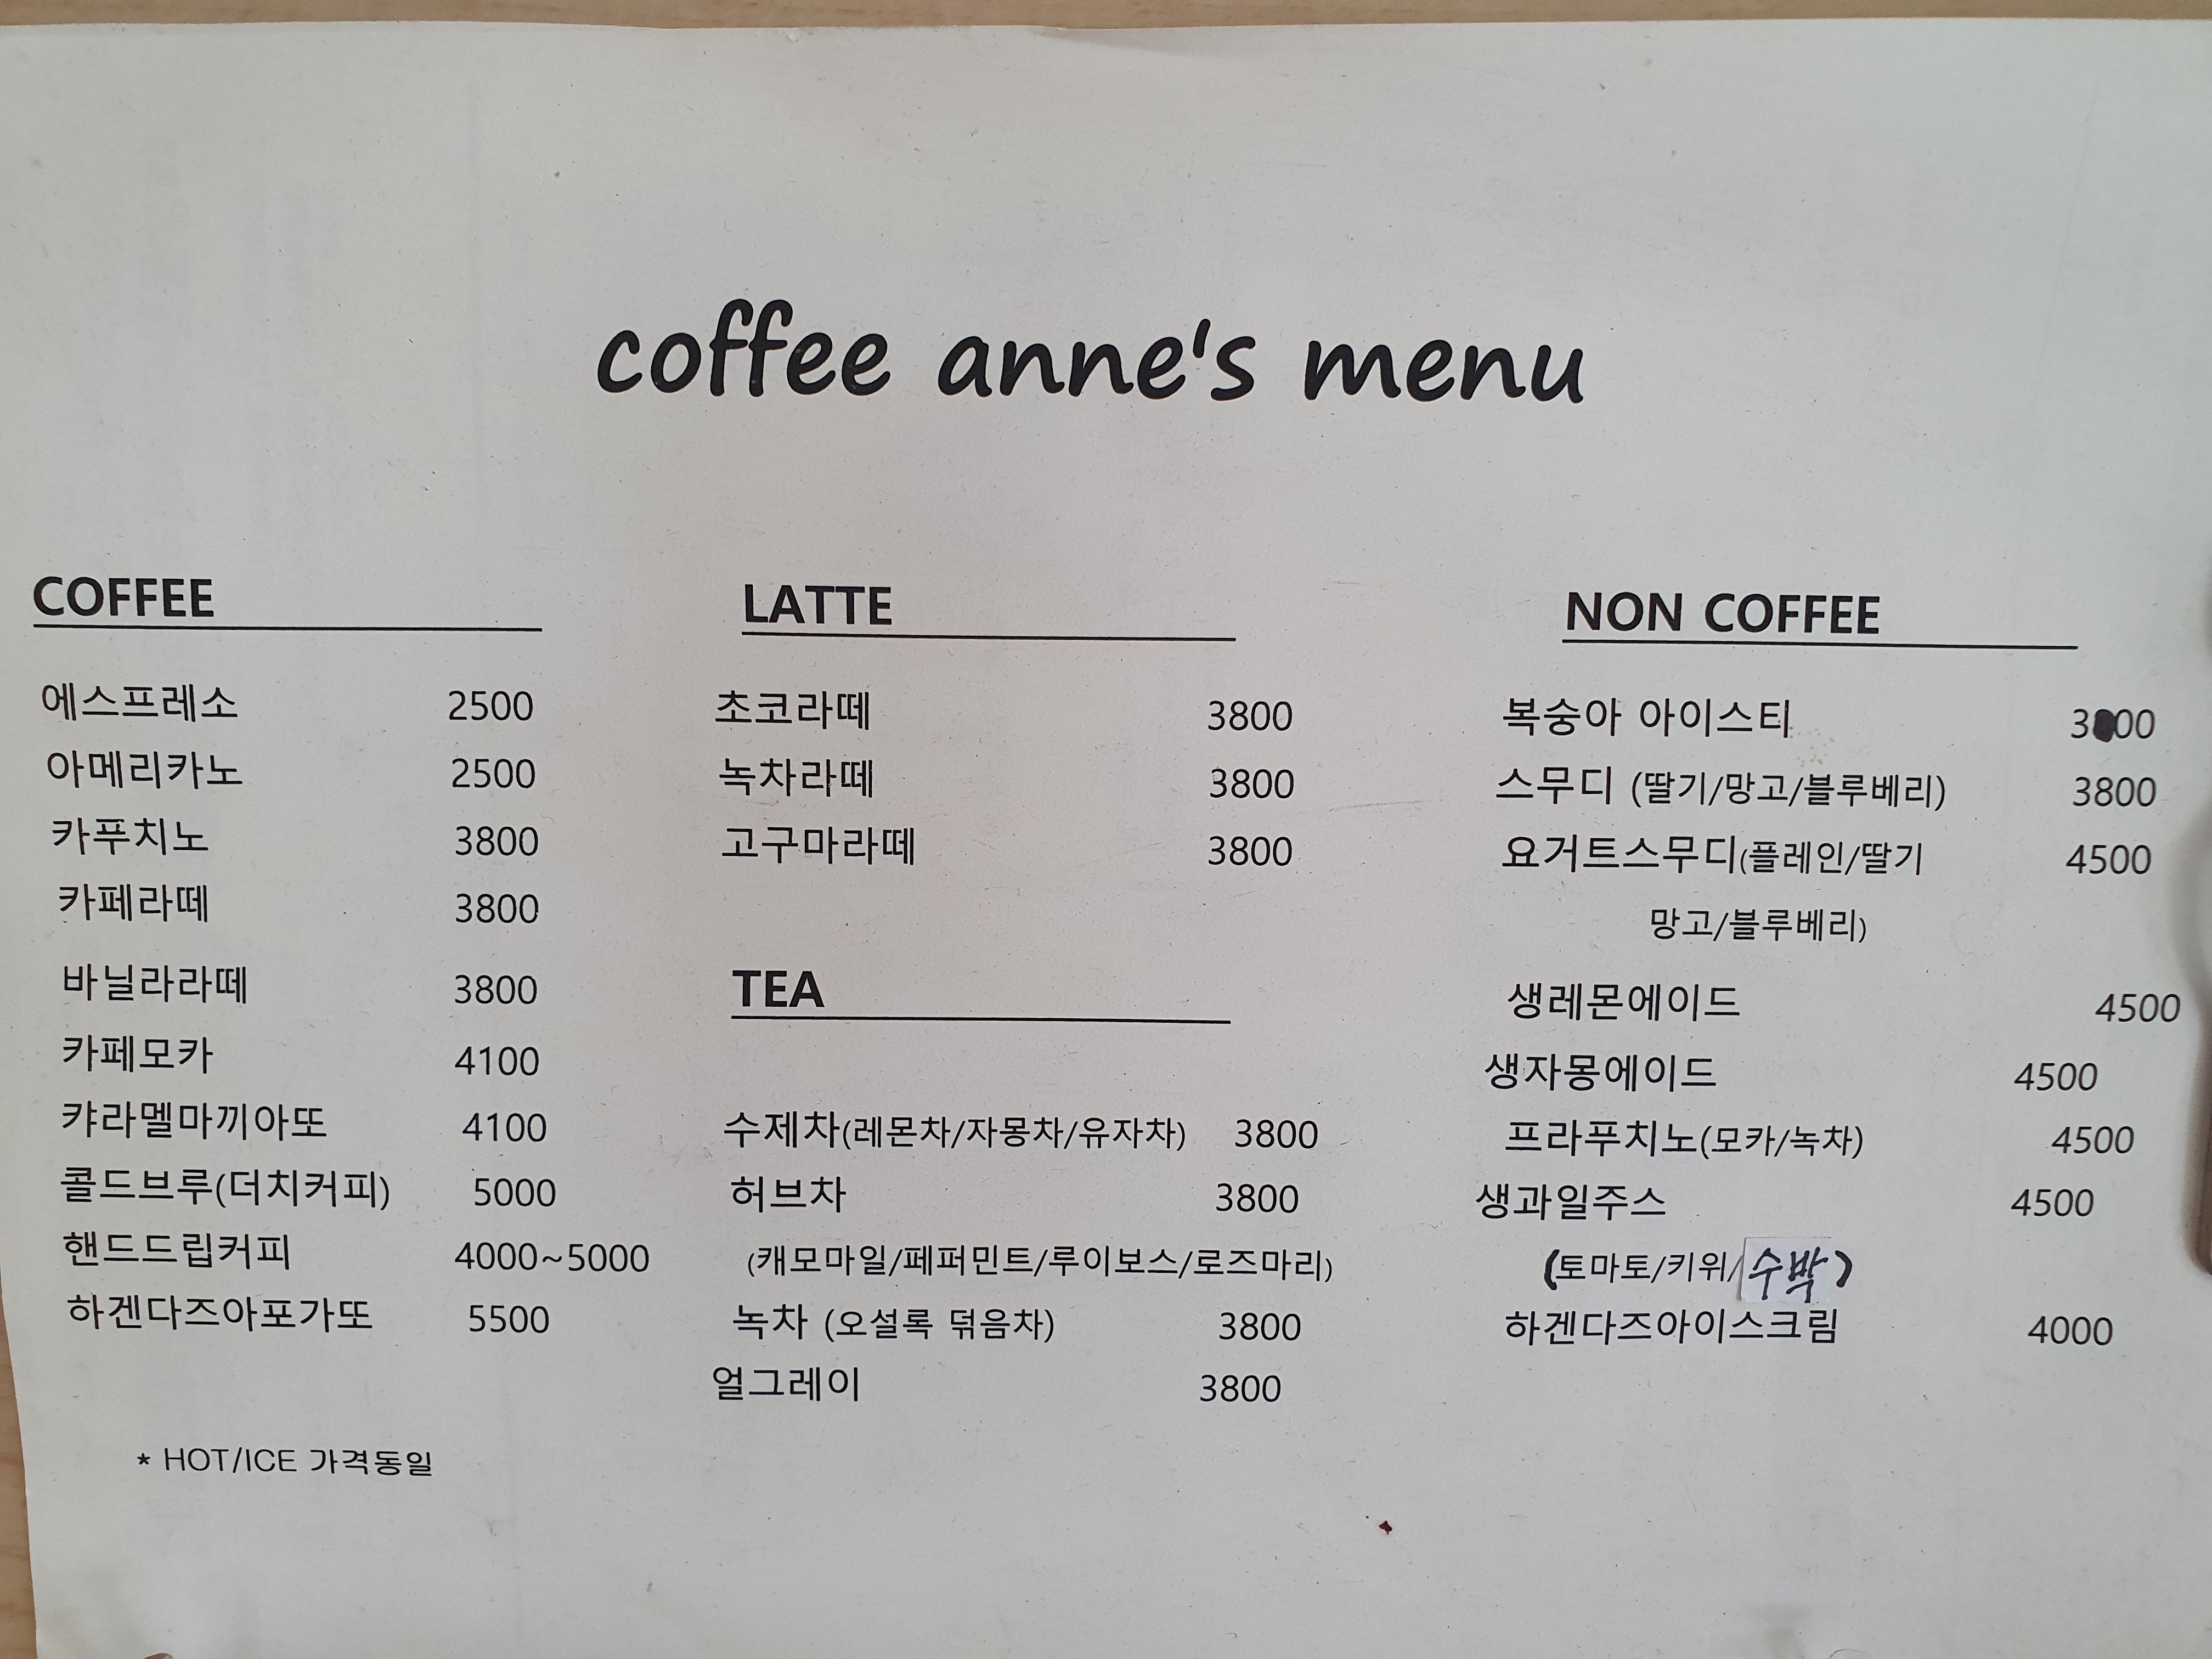 coffee anne's menu
COFFEE
에스프레소 2500
아메리카노 2500
카푸치노 3800
카페라떼 3800
바닐라라떼 3800
카페모카 4100
캬라멜마끼아또 4100
콜드브루(더치커피) 5000
핸드드립커피 4000~5000
하겐다즈아포가또 5500
* HOT/ICE 가격동일
LATTE
초코라떼 3800
녹차라떼 3800
고구마라떼 3800
TEA
수제차(레몬차/자몽차/유자차) 3800
허브차 3800
(캐모마일/페퍼민트/루이보스/로즈마리)
녹차 (오설록 덖음차) 3800
얼그레이 3800
NON COFFEE
복숭아 아이스티
스무디 (딸기/망고/블루베리) 3800
요거트스무디(플레인/딸기 4500
망고/블루베리)
생레몬에이드 4500
생자몽에이드 4500
프라푸치노(모카/녹차) 4500
생과일주스 4500
(토마토/키위/수박)
하겐다즈아이스크림 4000